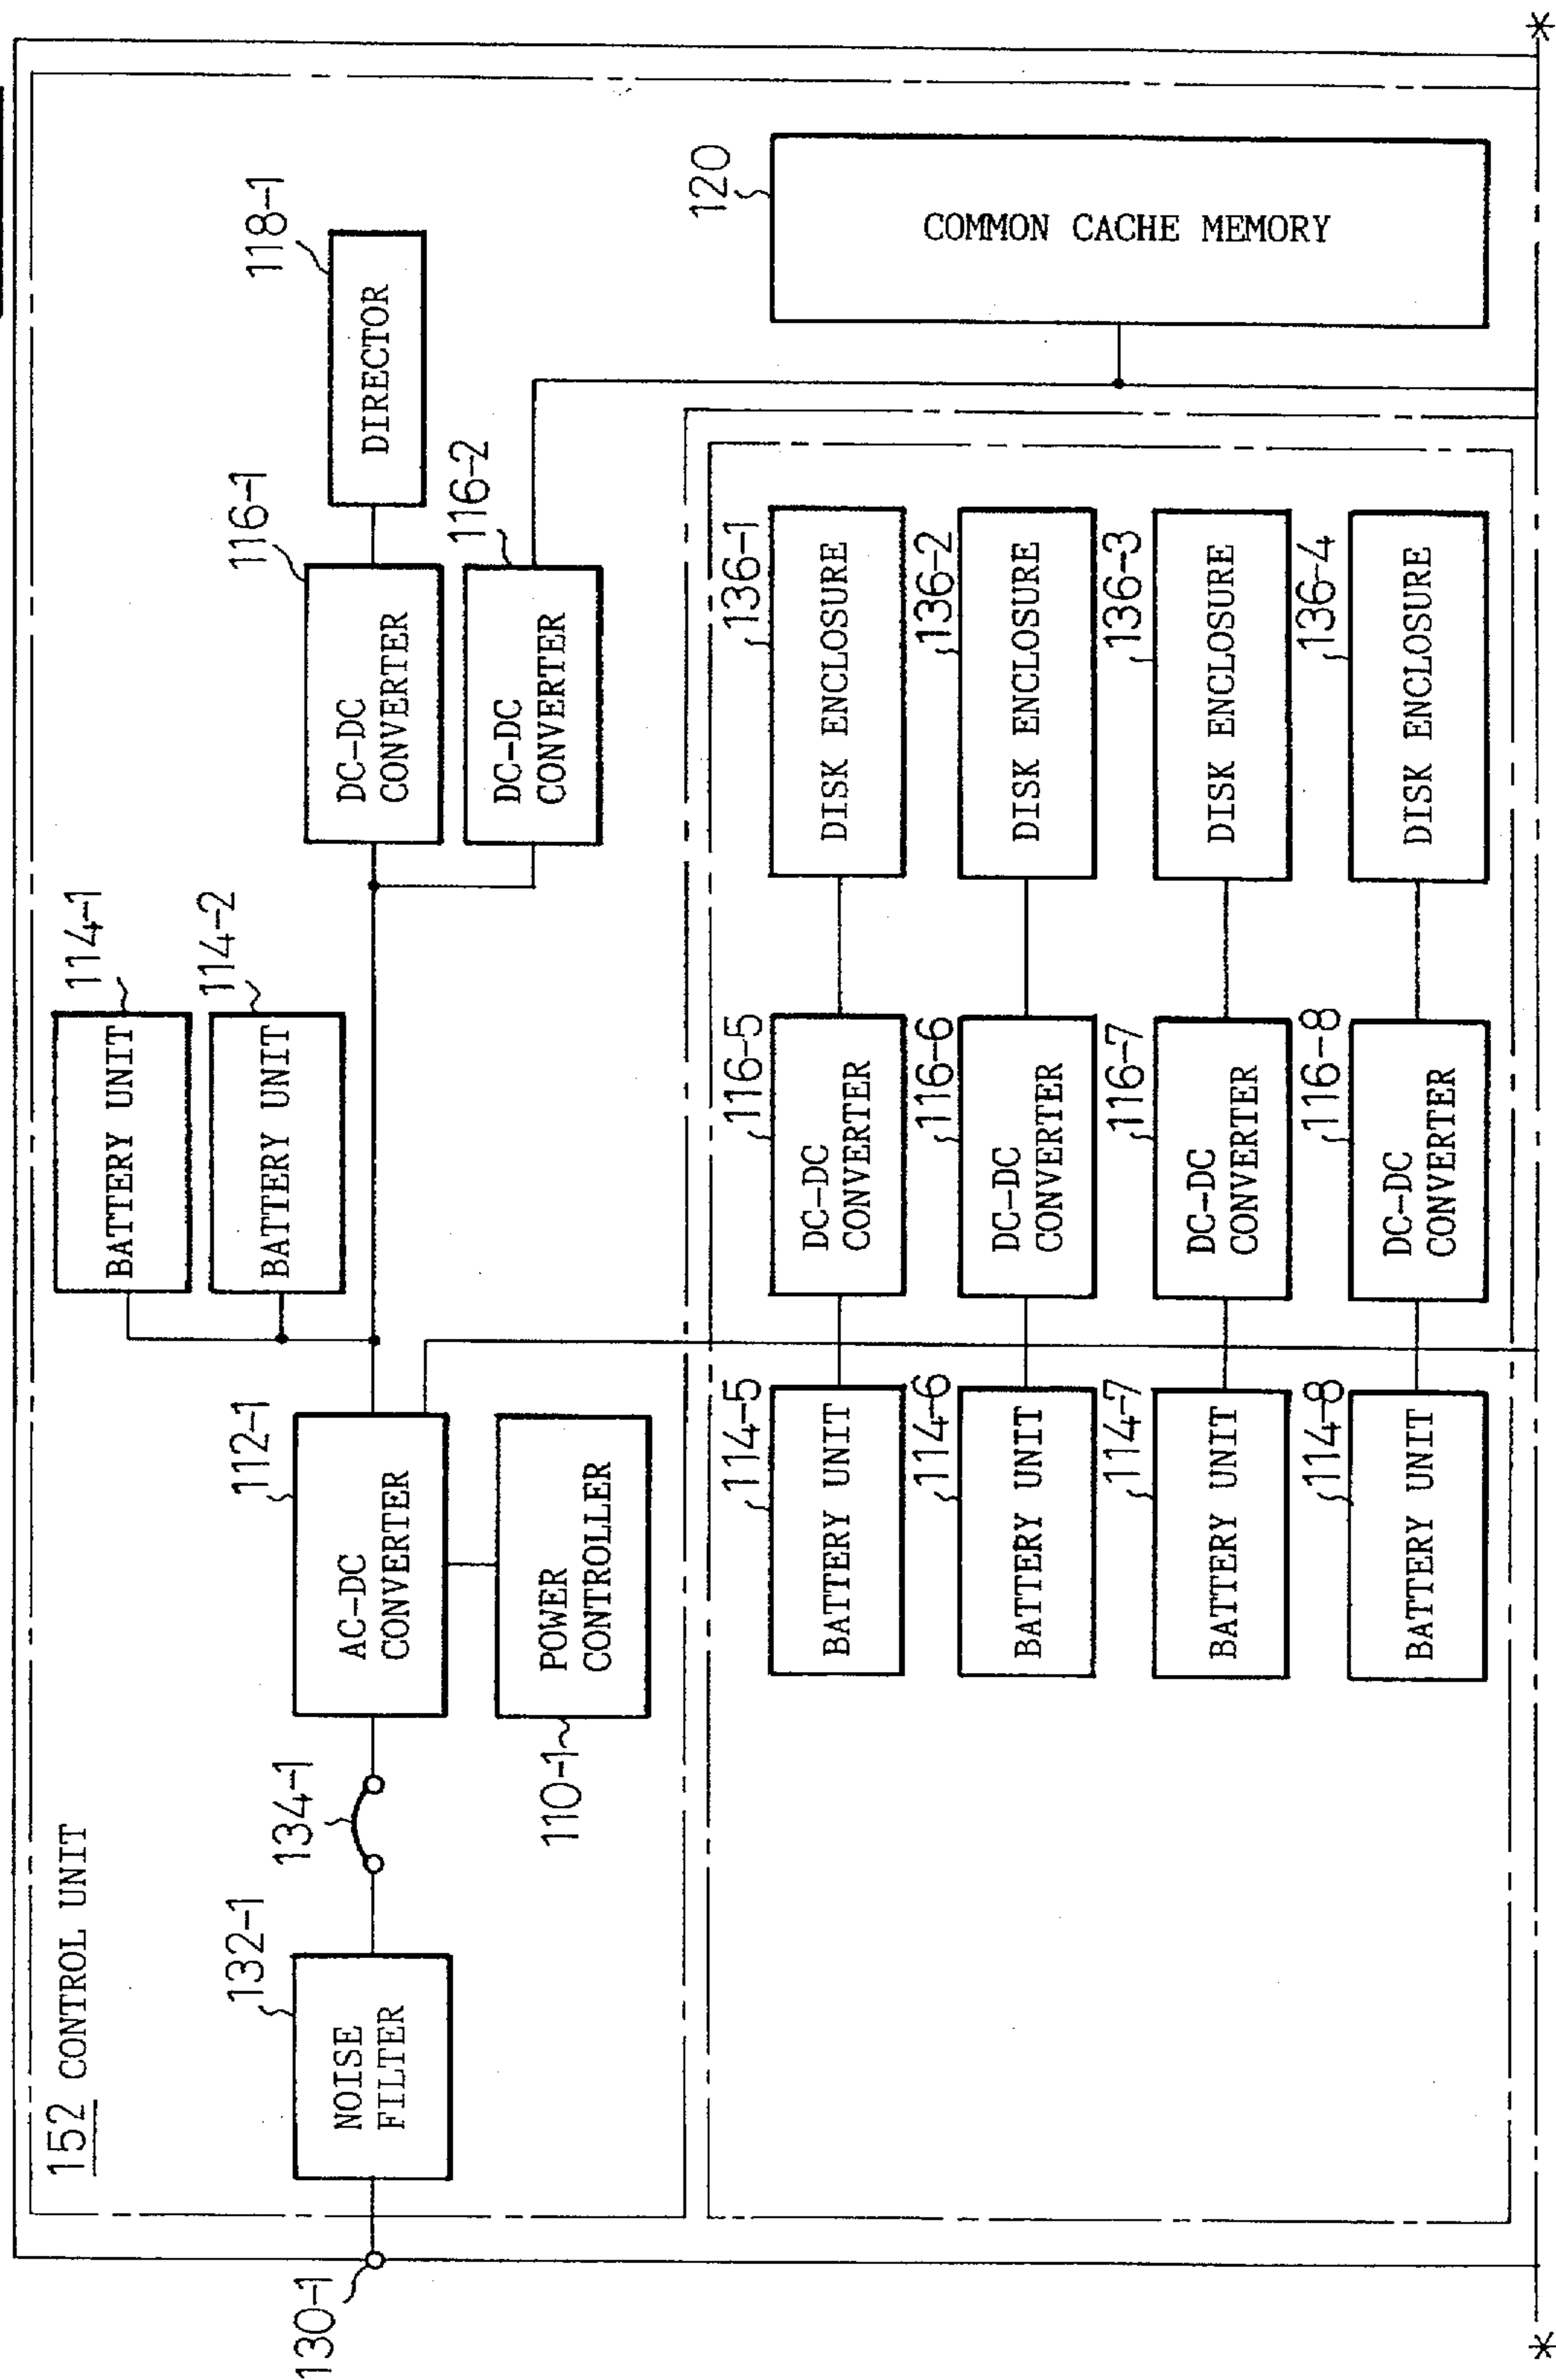 152 CONTROL UNIT
130-1
132-1
NOISE
FILTER
134-1
112-1
AC-DC
CONVERTER
110-1
POWER
CONTROLLER
114-1
BATTERY UNIT
114-2
BATTERY UNIT
116-1
DC-DC
CONVERTER
116-2
DC-DC
CONVERTER
118-1
DIRECTOR
120
COMMON CACHE MEMORY
114-5
BATTERY UNIT
116-5
DC-DC
CONVERTER
136-1
DISK ENCLOSURE
114-6
BATTERY UNIT
116-6
DC-DC
CONVERTER
136-2
DISK ENCLOSURE
114-7
BATTERY UNIT
116-7
DC-DC
CONVERTER
136-3
DISK ENCLOSURE
114-8
BATTERY UNIT
116-8
DC-DC
CONVERTER
136-4
DISK ENCLOSURE
*
*